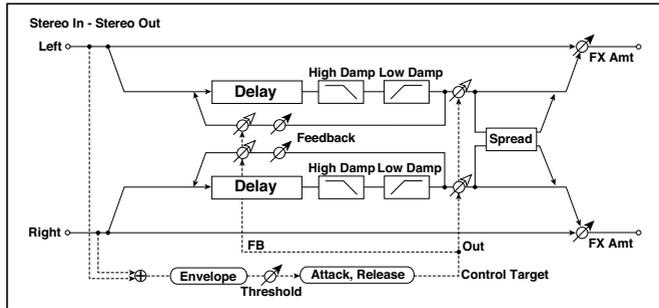 Stereo In - Stereo Out
Left
FX Amt
High Damp Low Damp
Delay
Feedback
Spread
High Damp Low Damp
Delay
Right
FB
Out
FX Amt
Envelope
Threshold
Attack, Release
Control Target